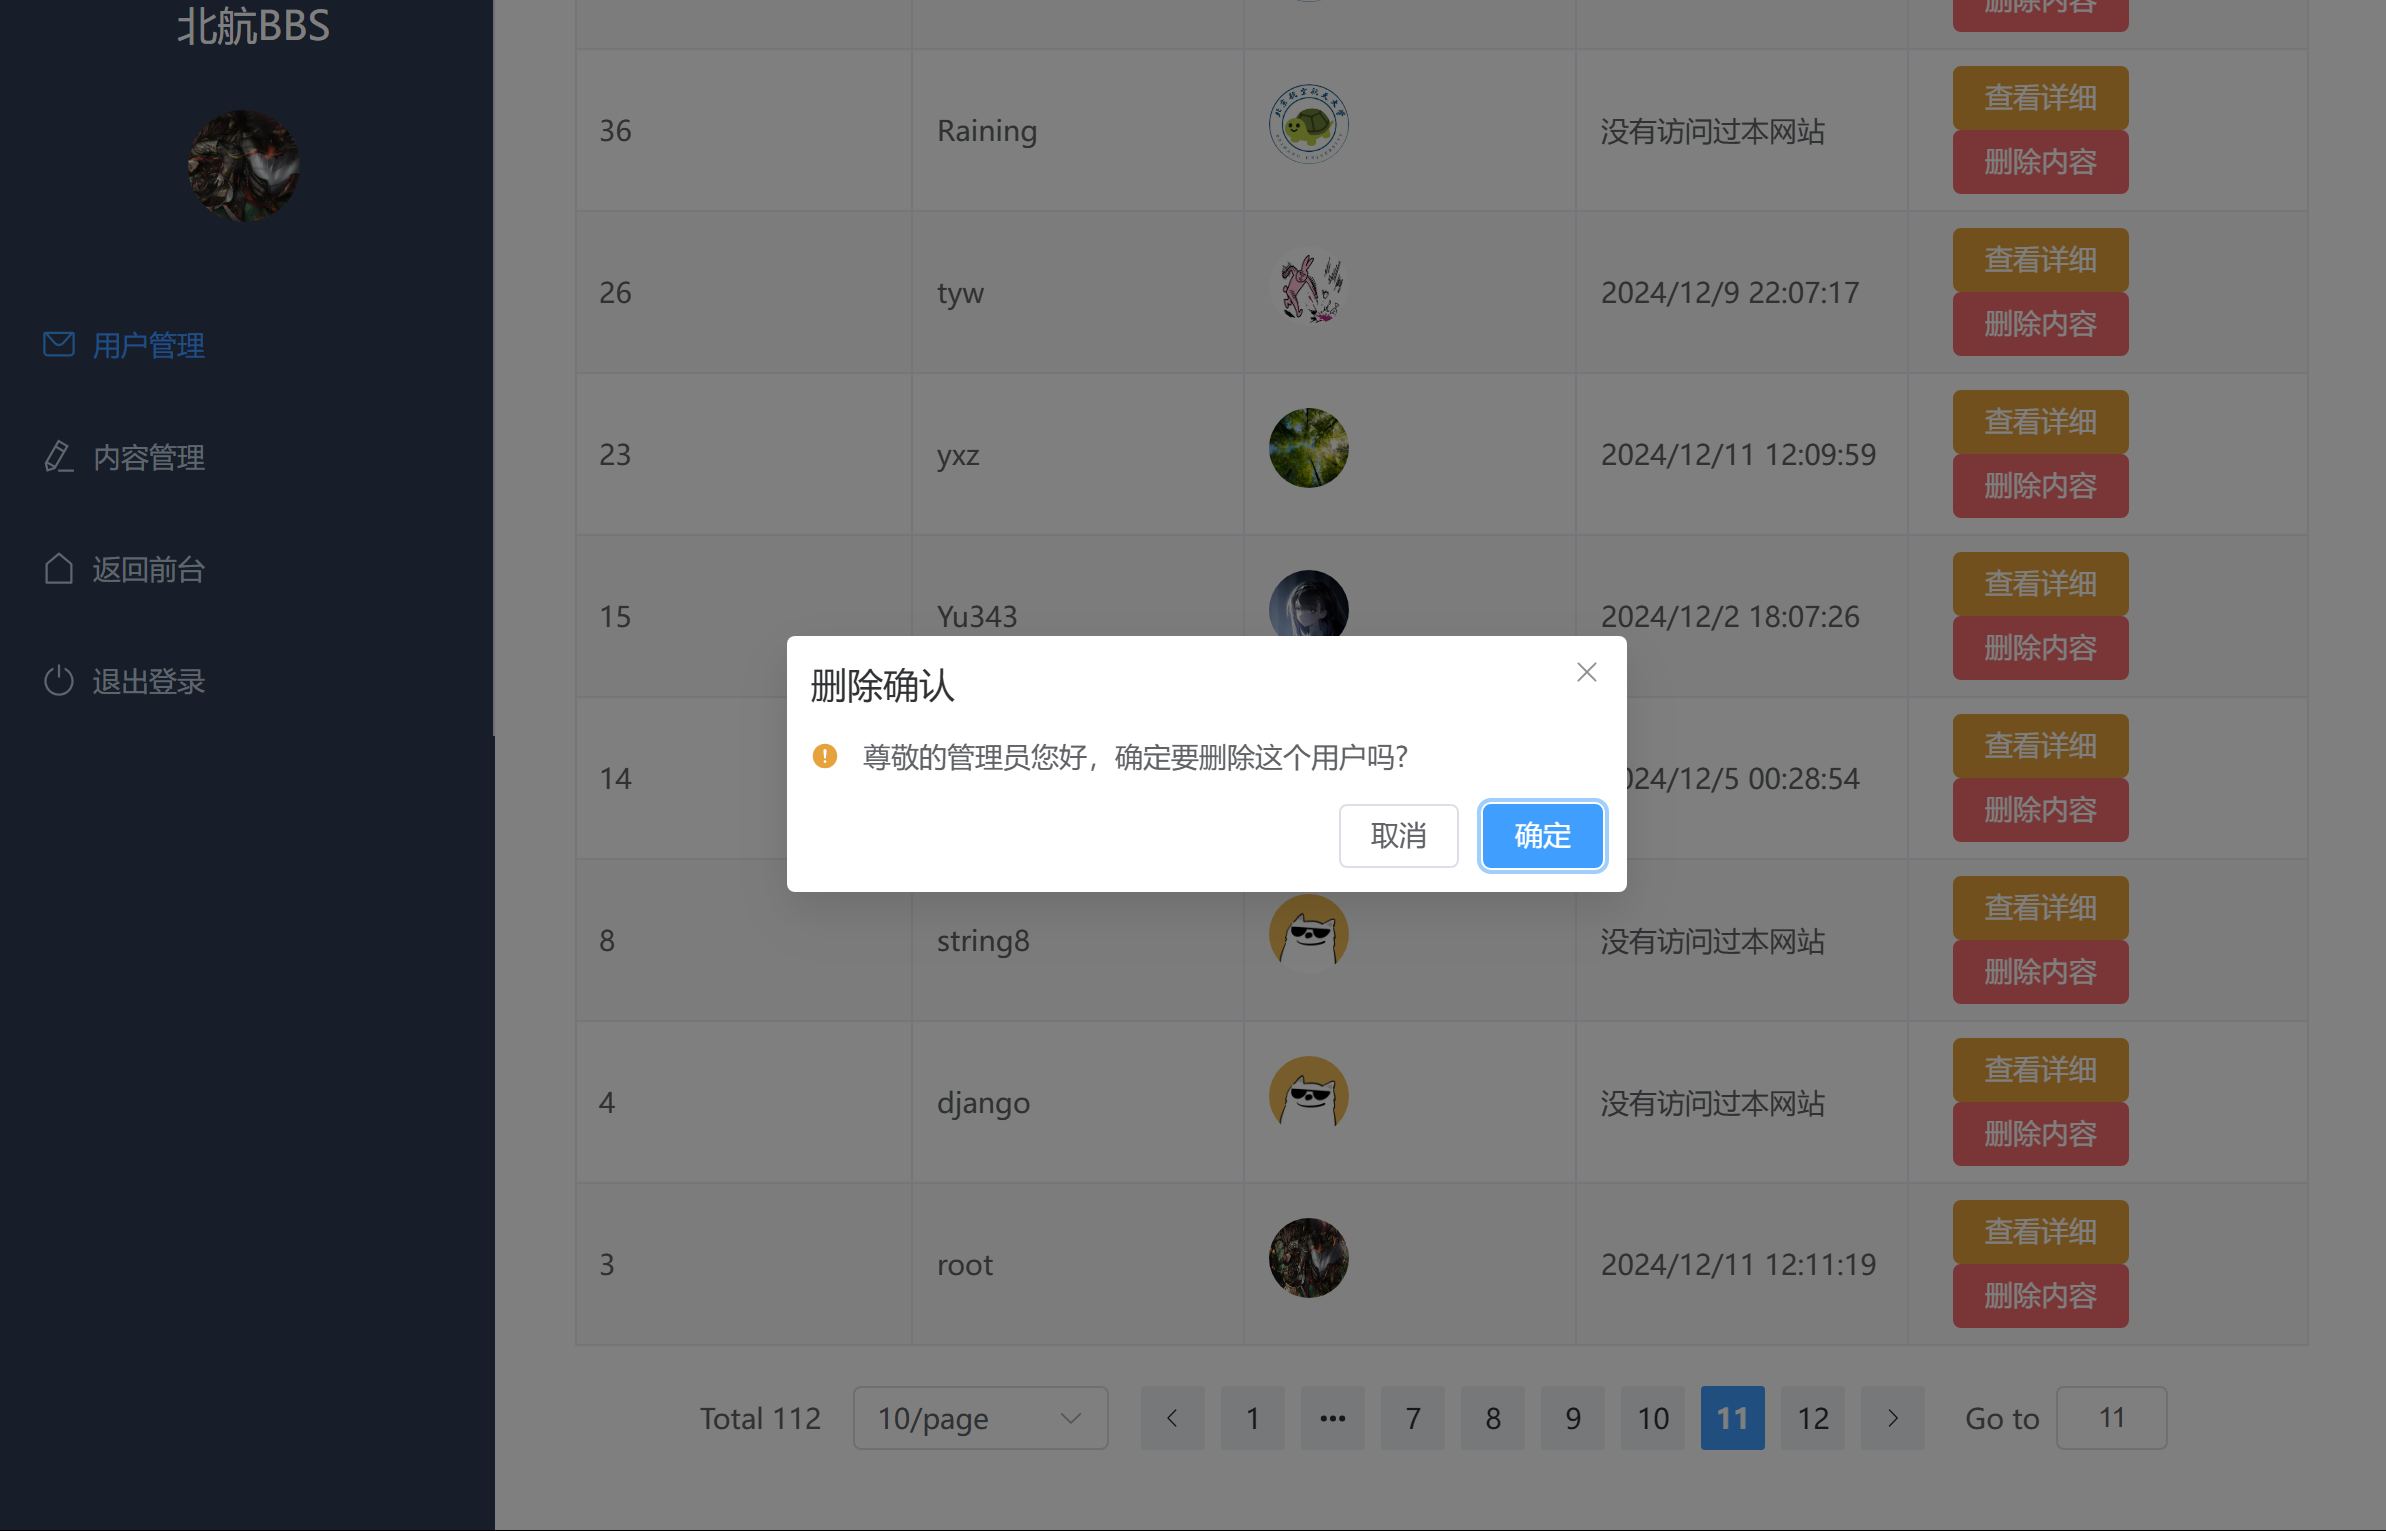 北航BBS
用户管理
内容管理
返回前台
退出登录
删除内容
36 Raining 没有访问过本网站 查看详细
删除内容
26 tyw 2024/12/9 22:07:17 查看详细
删除内容
23 yxz 2024/12/11 12:09:59 查看详细
删除内容
15 Yu343 2024/12/2 18:07:26 查看详细
删除内容
删除确认
尊敬的管理员您好，确定要删除这个用户吗?
取消 确定
14 024/12/5 00:28:54 查看详细
删除内容
8 string8 没有访问过本网站 查看详细
删除内容
4 django 没有访问过本网站 查看详细
删除内容
3 root 2024/12/11 12:11:19 查看详细
删除内容
Total 112 10/page 1 ••• 7 8 9 10 11 12 Go to 11